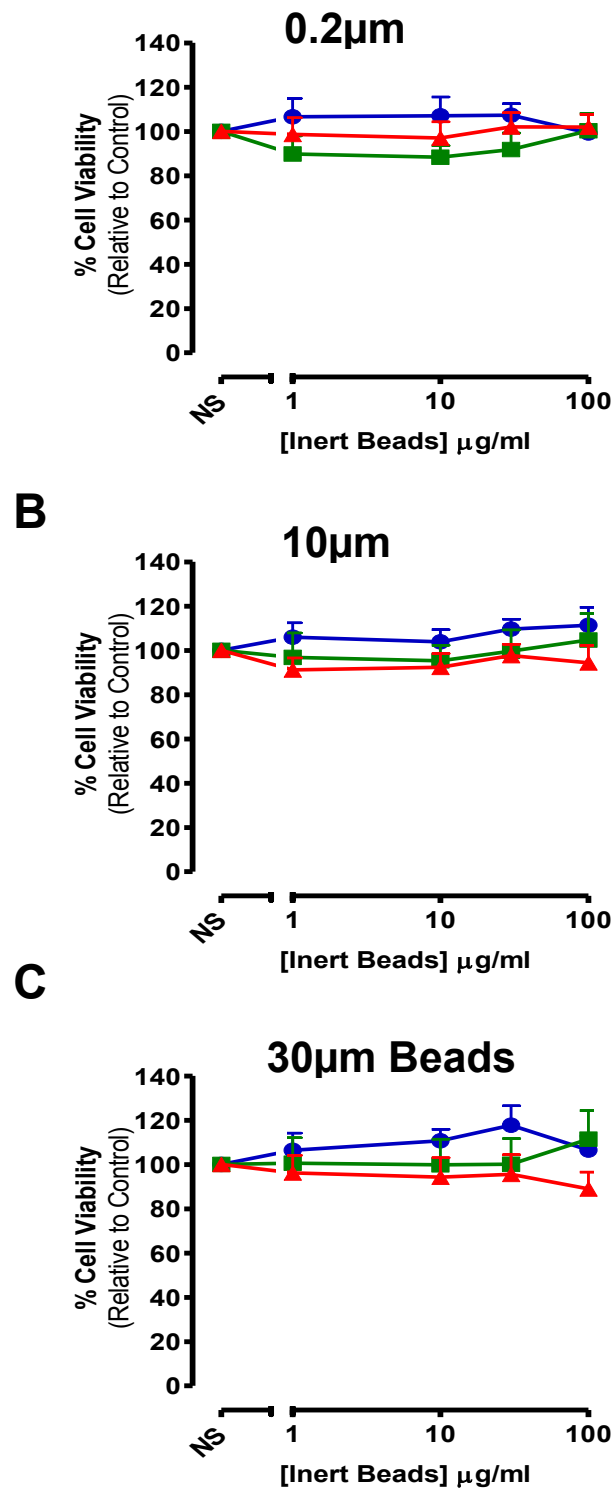 0.2µm
140
120
100
80
60
40
20
0
% Cell Viability
(Relative to Control)
NS
1
10
100
[Inert Beads] µg/ml
B
10µm
140
120
100
80
60
40
20
0
% Cell Viability
(Relative to Control)
NS
1
10
100
[Inert Beads] µg/ml
C
30µm Beads
140
120
100
80
60
40
20
0
% Cell Viability
(Relative to Control)
NS
1
10
100
[Inert Beads] µg/ml